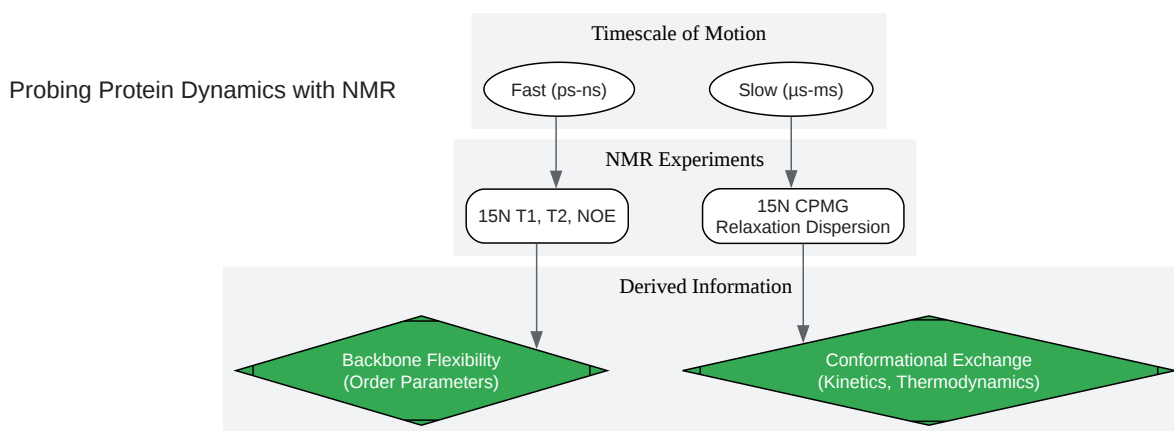 Timescale of Motion
Probing Protein Dynamics with NMR
Fast (ps-ns)
Slow (µs-ms)
NMR Experiments
15N T1, T2, NOE
15N CPMG
Relaxation Dispersion
Derived Information
Backbone Flexibility
(Order Parameters)
Conformational Exchange
(Kinetics, Thermodynamics)